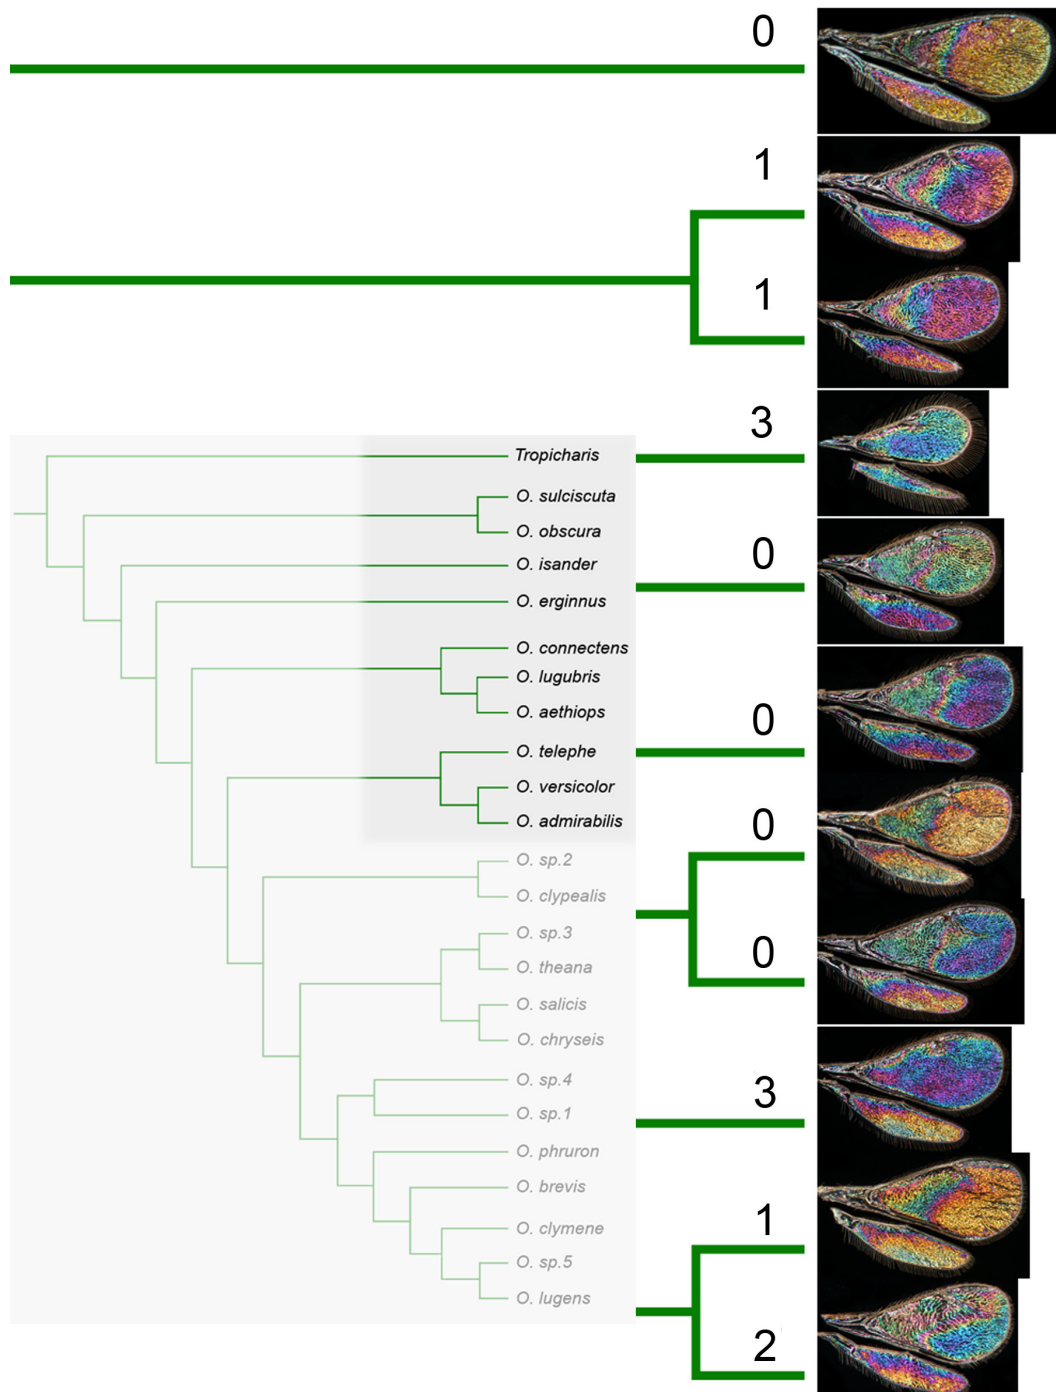 0
1
1
3
Tropicharis
O. sulciscuta
O. obscura
0
O. isander
O. erginnus
O. connectens
O. lugubris
O. aethiops
0
O. telephe
O. versicolor
O. admirabilis
0
O. sp.2
O. clypealis
O. sp.3
0
O. theana
O. salicis
O. chryseis
O. sp.4
3
O. sp.1
O. phruron
O. brevis
1
O. clymene
O. sp.5
O. lugens
2